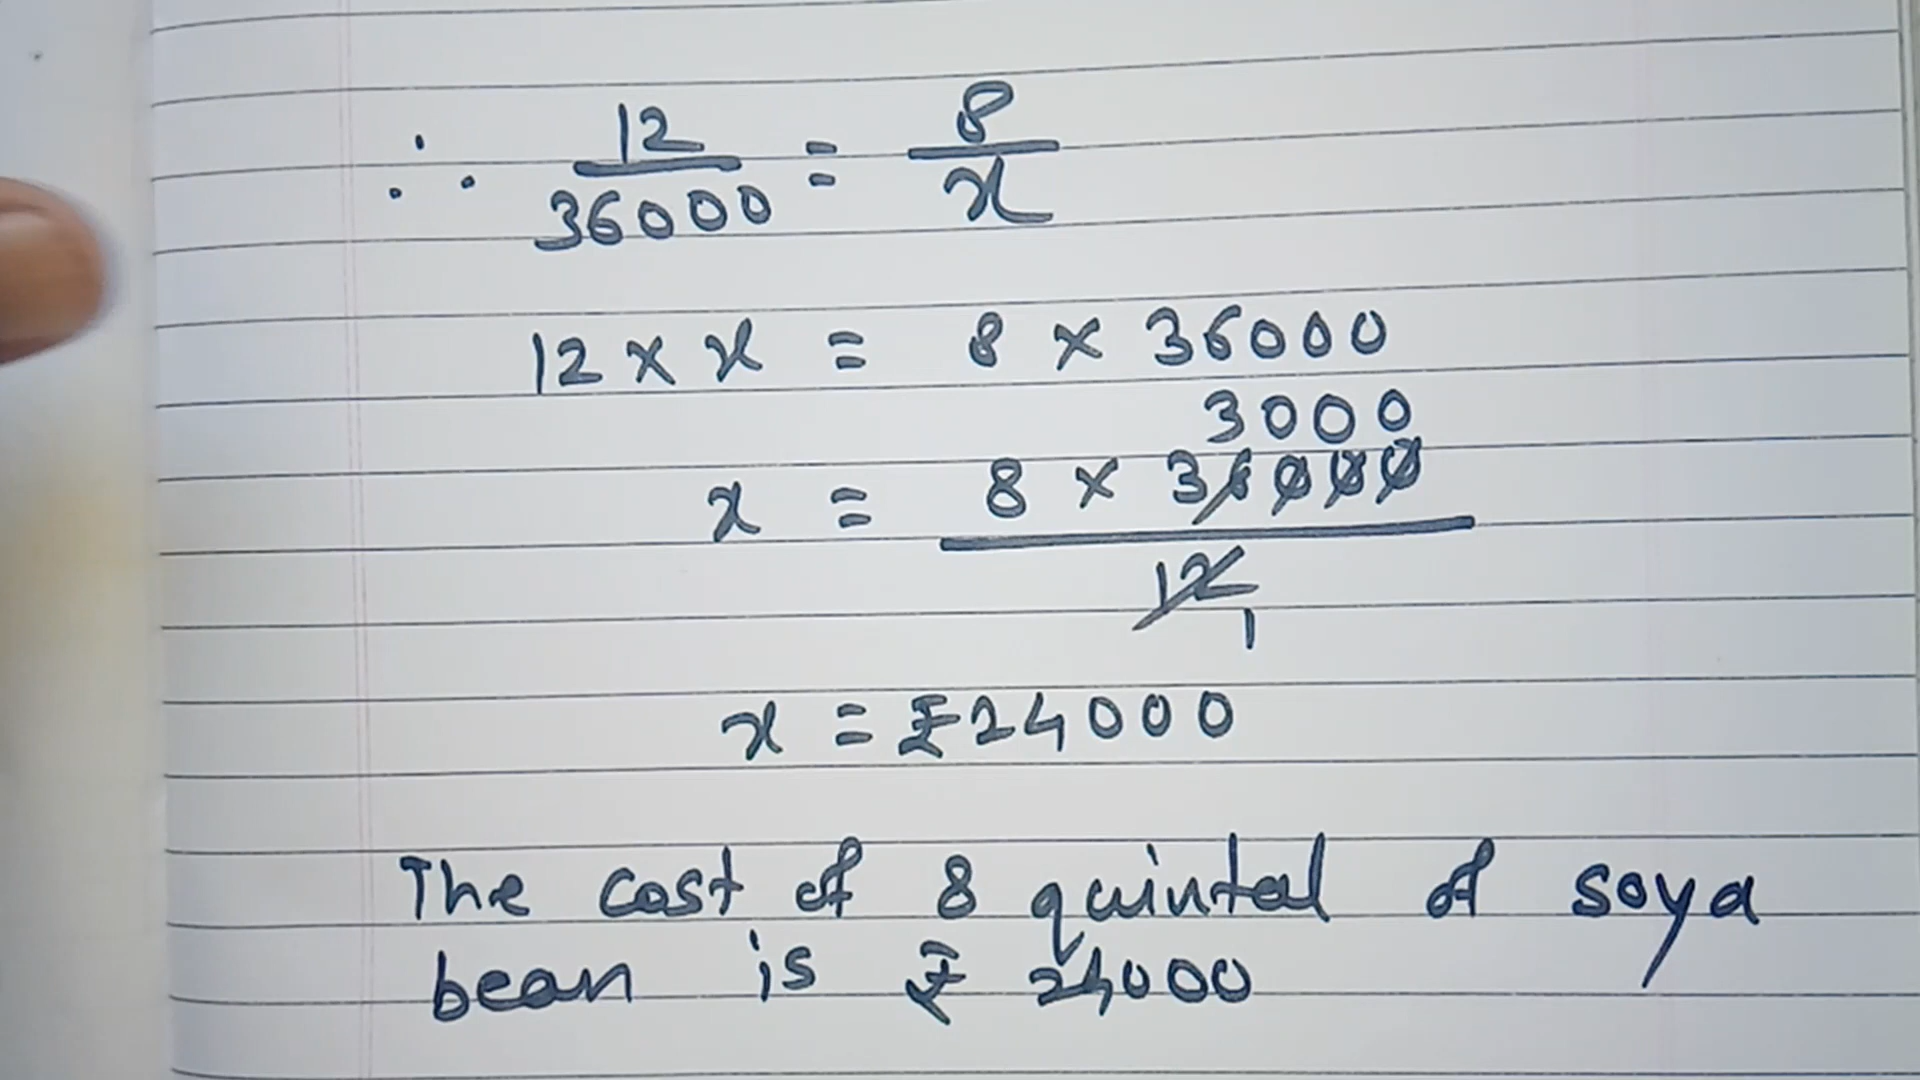 ∴ 12/36000 = 8/x
12 × x = 8 × 36000
3000
x = 8 × 36000/12
1
x = ₹24000
The cost of 8 quintal of soya
bean is ₹ 24000